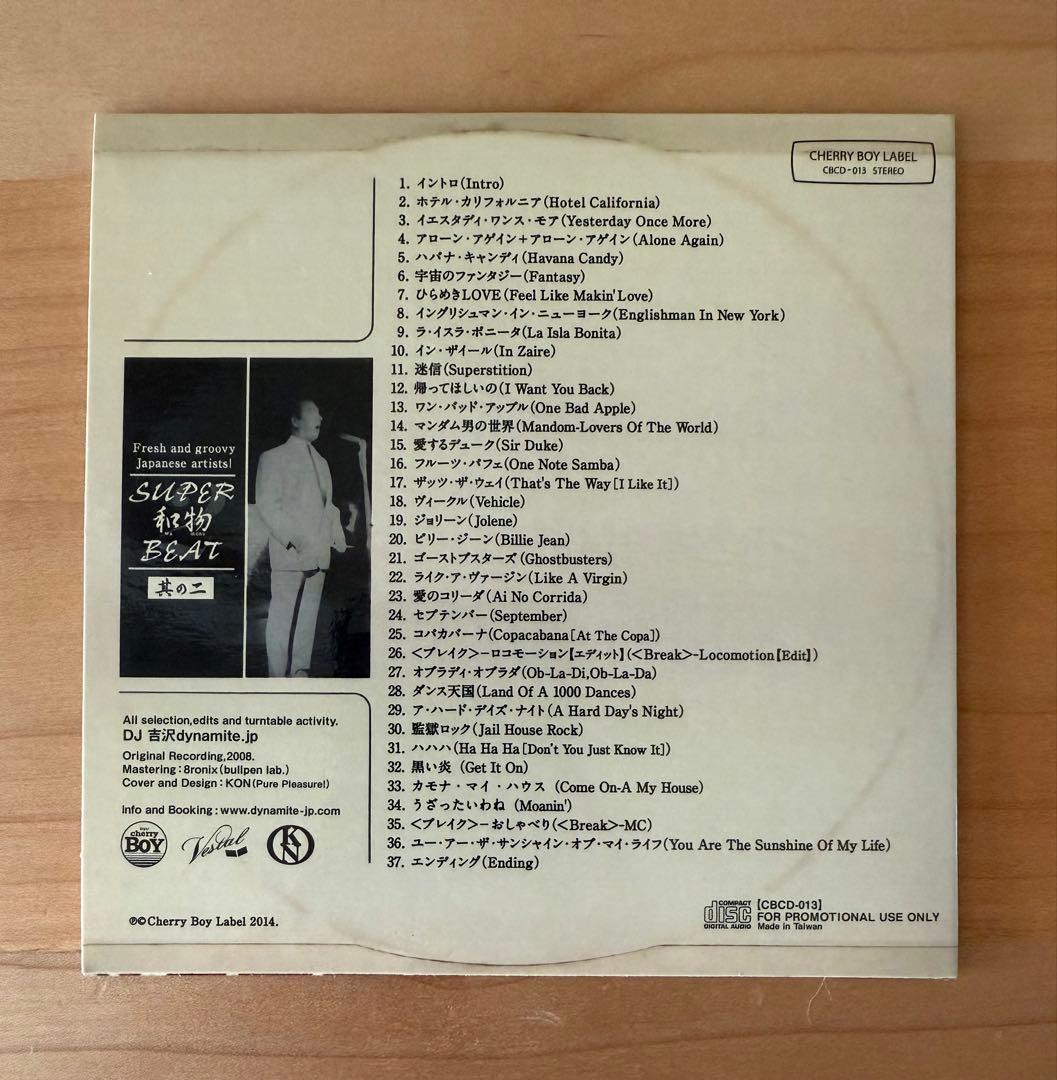 CHERRY BOY LABEL
CBCD-013 STEREO
1. イントロ(Intro)
2. ホテル・カリフォルニア(Hotel California)
3. イエスタデイ・ワンス・モア(Yesterday Once More)
4. アローン・アゲイン+アローン・アゲイン(Alone Again)
5. ハバナ・キャンディ(Havana Candy)
6. 宇宙のファンタジー(Fantasy)
7. ひらめきLOVE(Feel Like Makin'Love)
8. イングリシュマン・イン・ニューヨーク(Englishman In New York)
9. ラ・イスラ・ボニータ(La Isla Bonita)
10. イン・ザイール(In Zaire)
11. 迷信(Superstition)
12. 帰ってほしいの(I Want You Back)
13. ワン・バッド・アップル(One Bad Apple)
14. マンダム男の世界(Mandom-Lovers Of The World)
15. 愛するデューク(Sir Duke)
16. フルーツ・パフェ(One Note Samba)
17. ザッツ・ザ・ウェイ(That's The Way[I Like It])
18. ヴィークル(Vehicle)
19. ジョリーン(Jolene)
20. ビリー・ジーン(Billie Jean)
21. ゴーストブスターズ(Ghostbusters)
22. ライク・ア・ヴァージン(Like A Virgin)
23. 愛のコリーダ(Ai No Corrida)
24. セプテンバー(September)
25. コパカバーナ(Copacabana[At The Copa])
26. <ブレイク>-ロコモーション【エディット】(<Break>-Locomotion【Edit】)
27. オブラディ・オブラダ(Ob-La-Di,Ob-La-Da)
28. ダンス天国(Land Of A 1000 Dances)
29. ア・ハード・デイズ・ナイト(A Hard Day's Night)
30. 監獄ロック(Jail House Rock)
31. ハハハ(Ha Ha Ha[Don't You Just Know It])
32. 黒い炎 (Get It On)
33. カモナ・マイ・ハウス (Come On-A My House)
34. うざったいわね (Moanin')
35. <ブレイク>-おしゃべり(<Break>-MC)
36. ユー・アー・ザ・サンシャイン・オブ・マイ・ライフ(You Are The Sunshine Of My Life)
37. エンディング(Ending)
Fresh and groovy
Japanese artists!
SUPER
和物
wa mono
BEAT
其の二
All selection,edits and turntable activity.
DJ 吉沢dynamite.jp
Original Recording,2008.
Mastering:8ronix(bullpen lab.)
Cover and Design:KON(Pure Pleasure!)
Info and Booking:www.dynamite-jp.com
cherry
BOY
Vestal
KN
℗©Cherry Boy Label 2014.
COMPACT
disc
DIGITAL AUDIO
【CBCD-013】
FOR PROMOTIONAL USE ONLY
Made in Taiwan